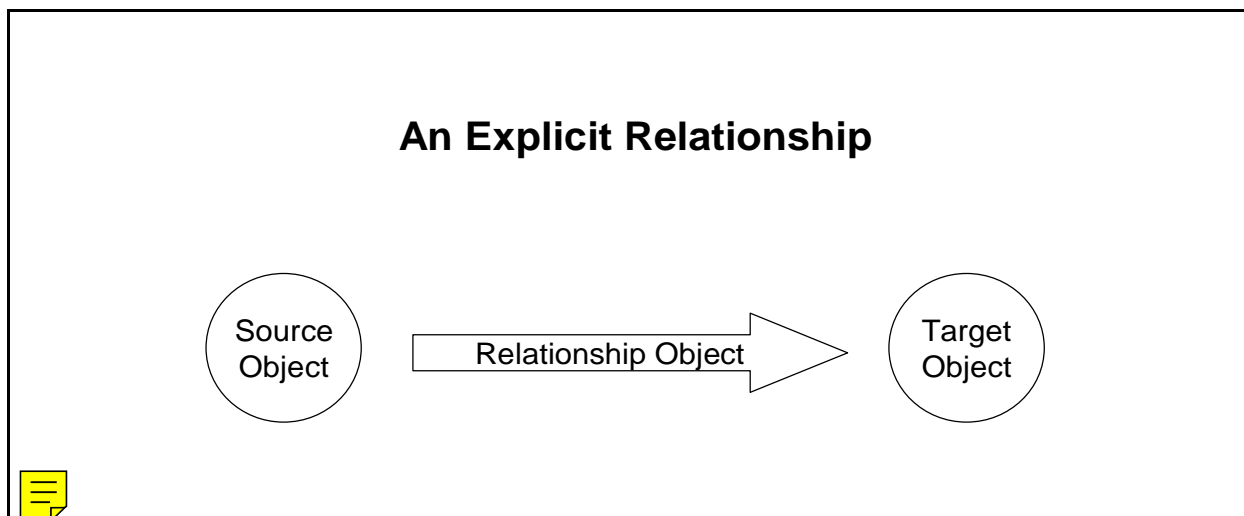 An Explicit Relationship
Source
Object
Relationship Object
Target
Object